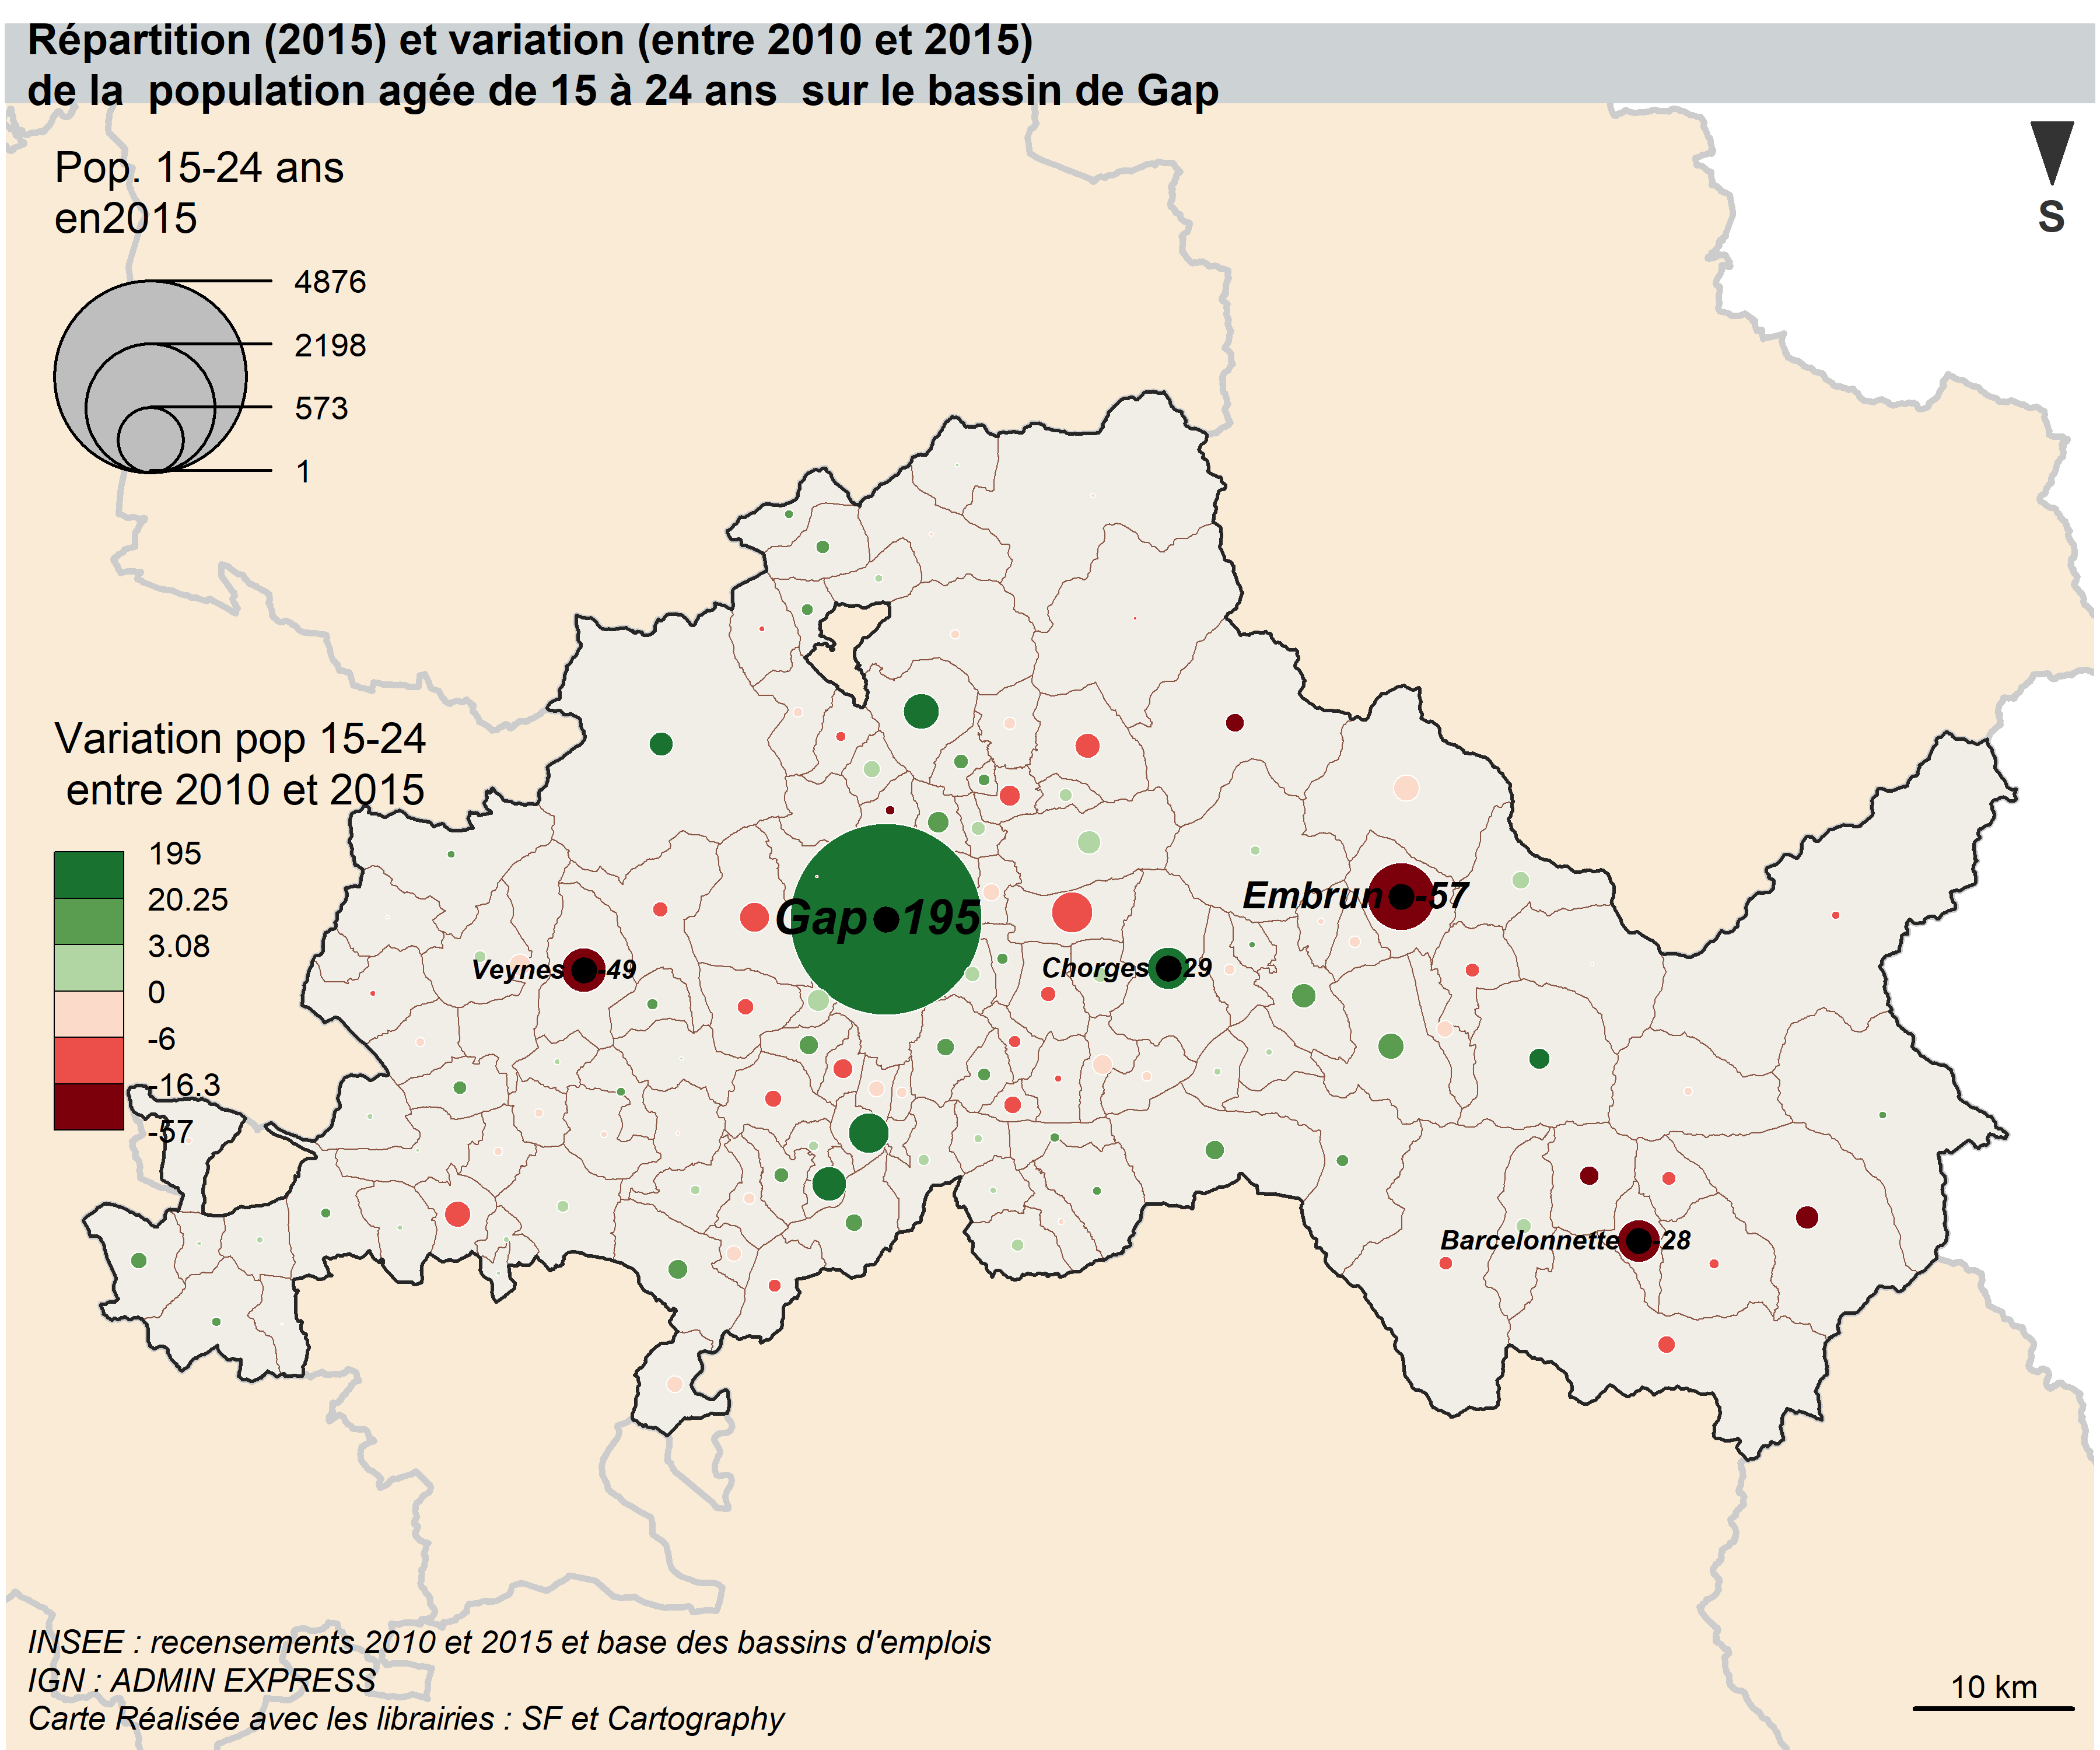 Répartition (2015) et variation (entre 2010 et 2015)
de la  population agée de 15 à 24 ans  sur le bassin de Gap
Pop. 15-24 ans
en2015
4876
2198
573
1
S
Variation pop 15-24
entre 2010 et 2015
195
20.25
3.08
0
-6
-16.3
-57
Embrun -57
Gap 195
Veynes -49
Chorges 29
Barcelonnette -28
INSEE : recensements 2010 et 2015 et base des bassins d'emplois
IGN : ADMIN EXPRESS
Carte Réalisée avec les librairies : SF et Cartography
10 km